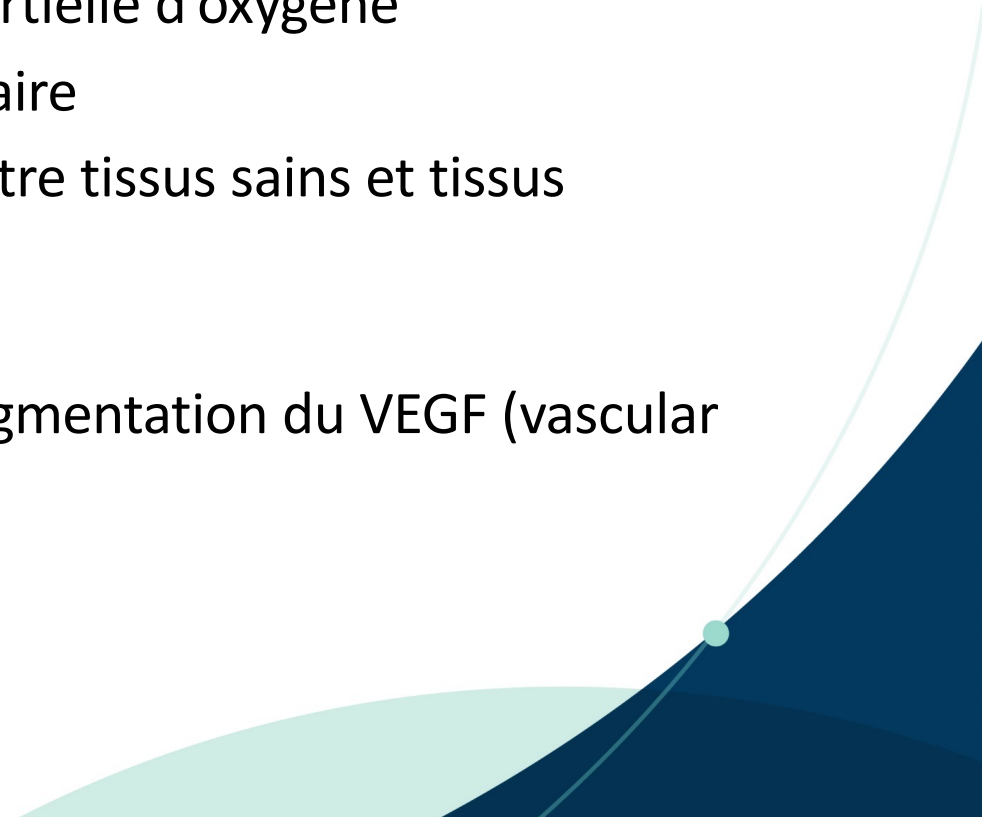 rtielle d'oxygène
aire
tre tissus sains et tissus
gmentation du VEGF (vascular